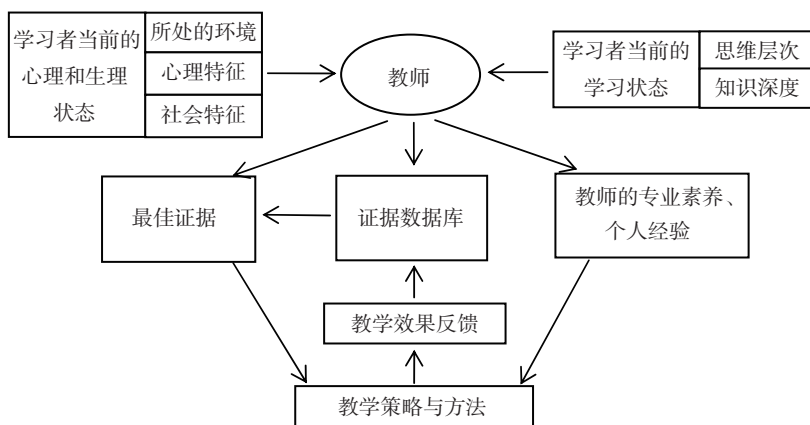 学习者当前的
心理和生理
状态
所处的环境
心理特征
社会特征
教师
学习者当前的
学习状态
思维层次
知识深度
最佳证据
证据数据库
教师的专业素养、
个人经验
教学效果反馈
教学策略与方法